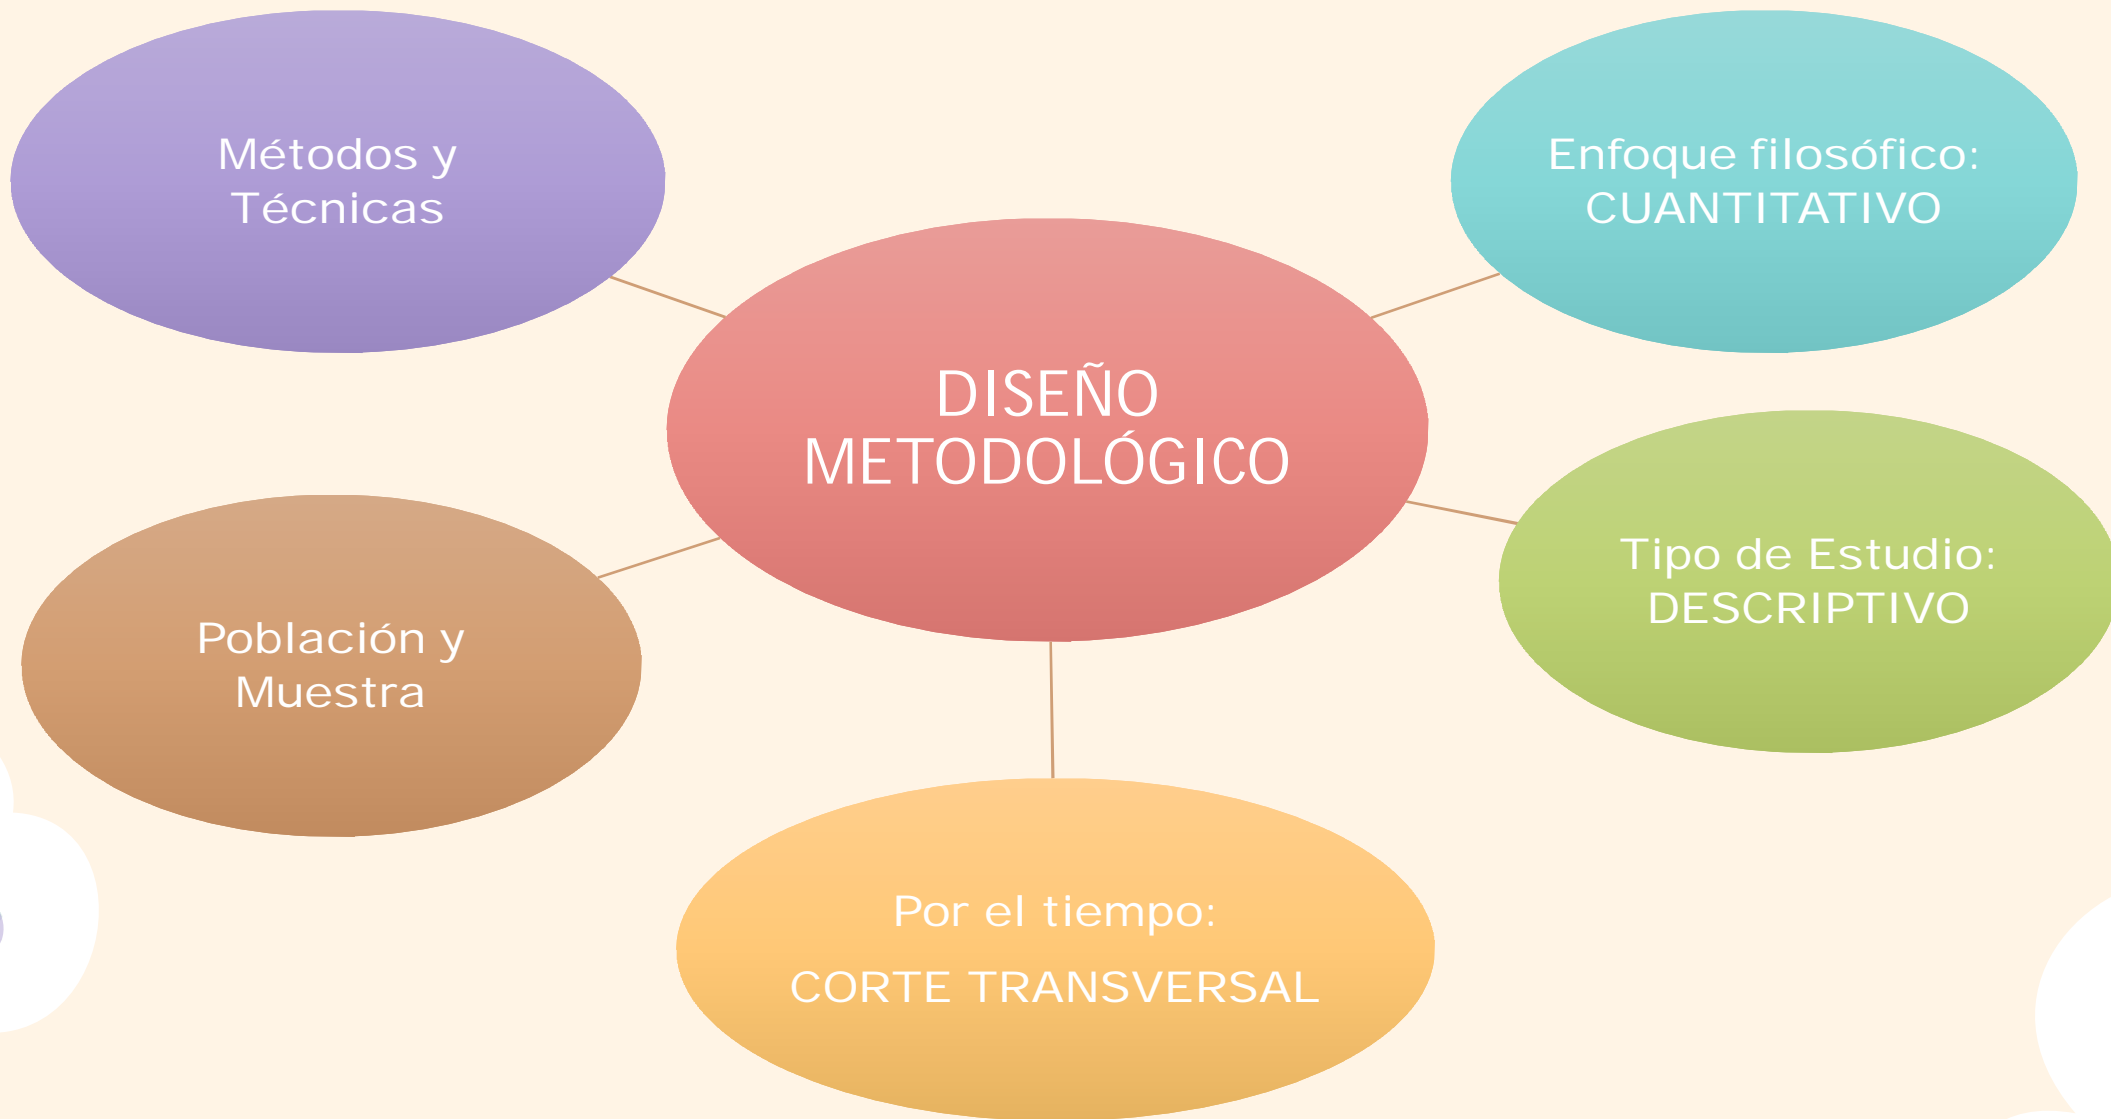 Métodos y
Técnicas
Enfoque filosófico:
CUANTITATIVO
DISEÑO
METODOLÓGICO
Tipo de Estudio:
DESCRIPTIVO
Población y
Muestra
Por el tiempo:
CORTE TRANSVERSAL